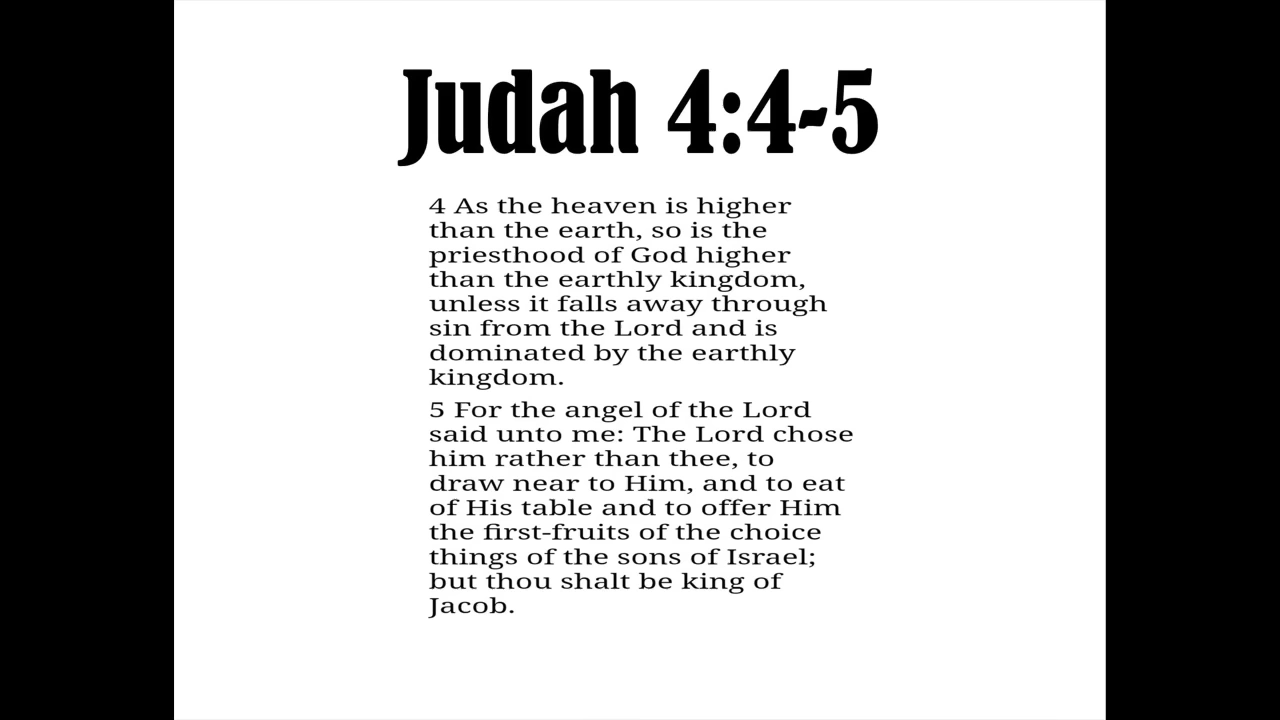 Judah 4:4-5
4 As the heaven is higher
than the earth, so is the
priesthood of God higher
than the earthly kingdom,
unless it falls away through
sin from the Lord and is
dominated by the earthly
kingdom.
5 For the angel of the Lord
said unto me: The Lord chose
him rather than thee, to
draw near to Him, and to eat
of His table and to offer Him
the first-fruits of the choice
things of the sons of Israel;
but thou shalt be king of
Jacob.